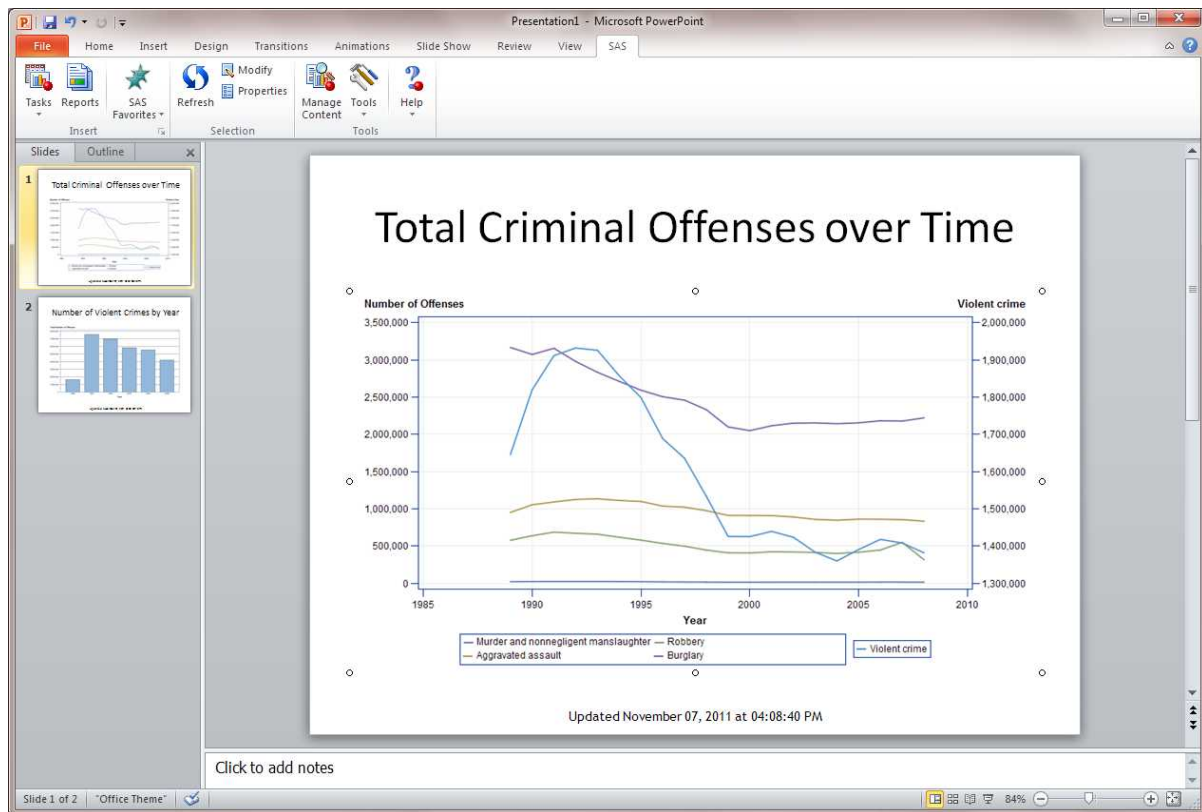 Presentation1 - Microsoft PowerPoint
File Home Insert Design Transitions Animations Slide Show Review View SAS
Tasks Reports SAS Favorites Refresh Modify Properties Manage Content Tools Help
Insert Selection Tools
Slides Outline
1
Total Criminal Offenses over Time
2
Number of Violent Crimes by Year
Total Criminal Offenses over Time
Number of Offenses Violent crime
3,500,000 2,000,000
3,000,000 1,900,000
2,500,000 1,800,000
2,000,000 1,700,000
1,500,000 1,600,000
1,000,000 1,500,000
500,000 1,400,000
0 1,300,000
1985 1990 1995 2000 2005 2010
Year
Murder and nonnegligent manslaughter Robbery
Aggravated assault Burglary
Violent crime
Updated November 07, 2011 at 04:08:40 PM
Click to add notes
Slide 1 of 2 "Office Theme" 84%